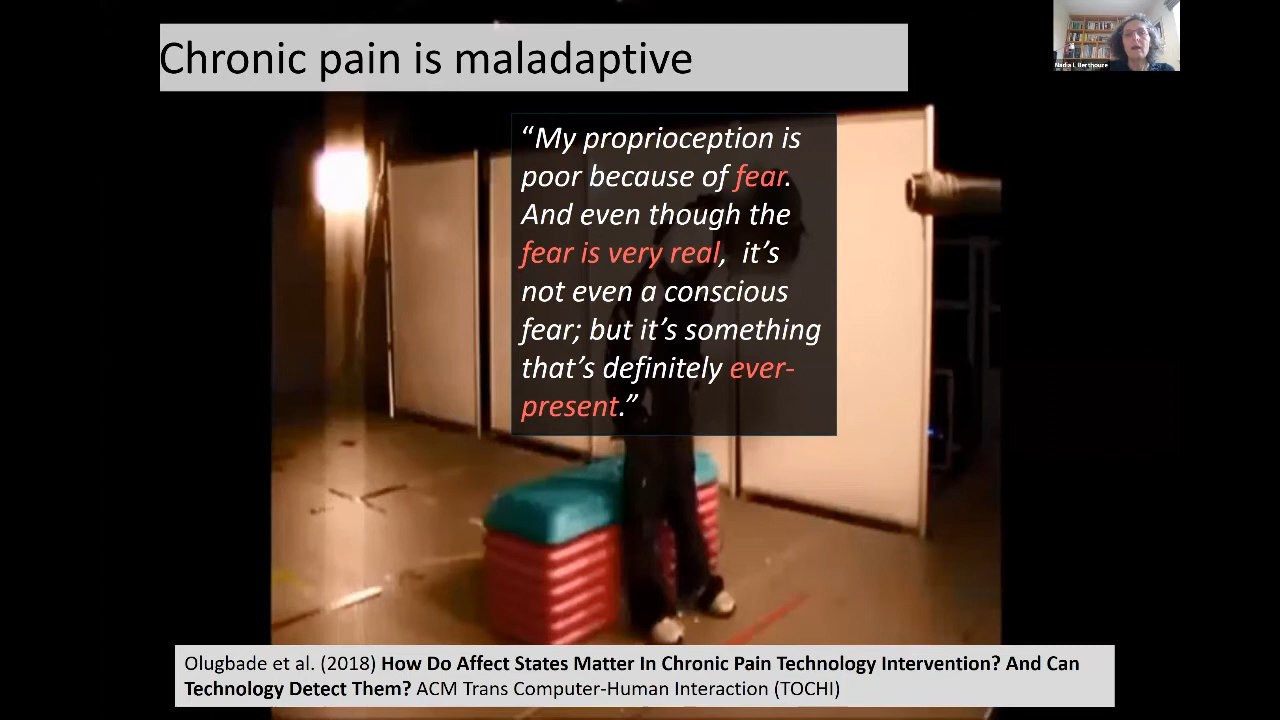 Chronic pain is maladaptive
Nadia L Berthouze
“My proprioception is
poor because of fear.
And even though the
fear is very real, it’s
not even a conscious
fear; but it’s something
that’s definitely ever-
present.”
Olugbade et al. (2018) How Do Affect States Matter In Chronic Pain Technology Intervention? And Can
Technology Detect Them? ACM Trans Computer-Human Interaction (TOCHI)